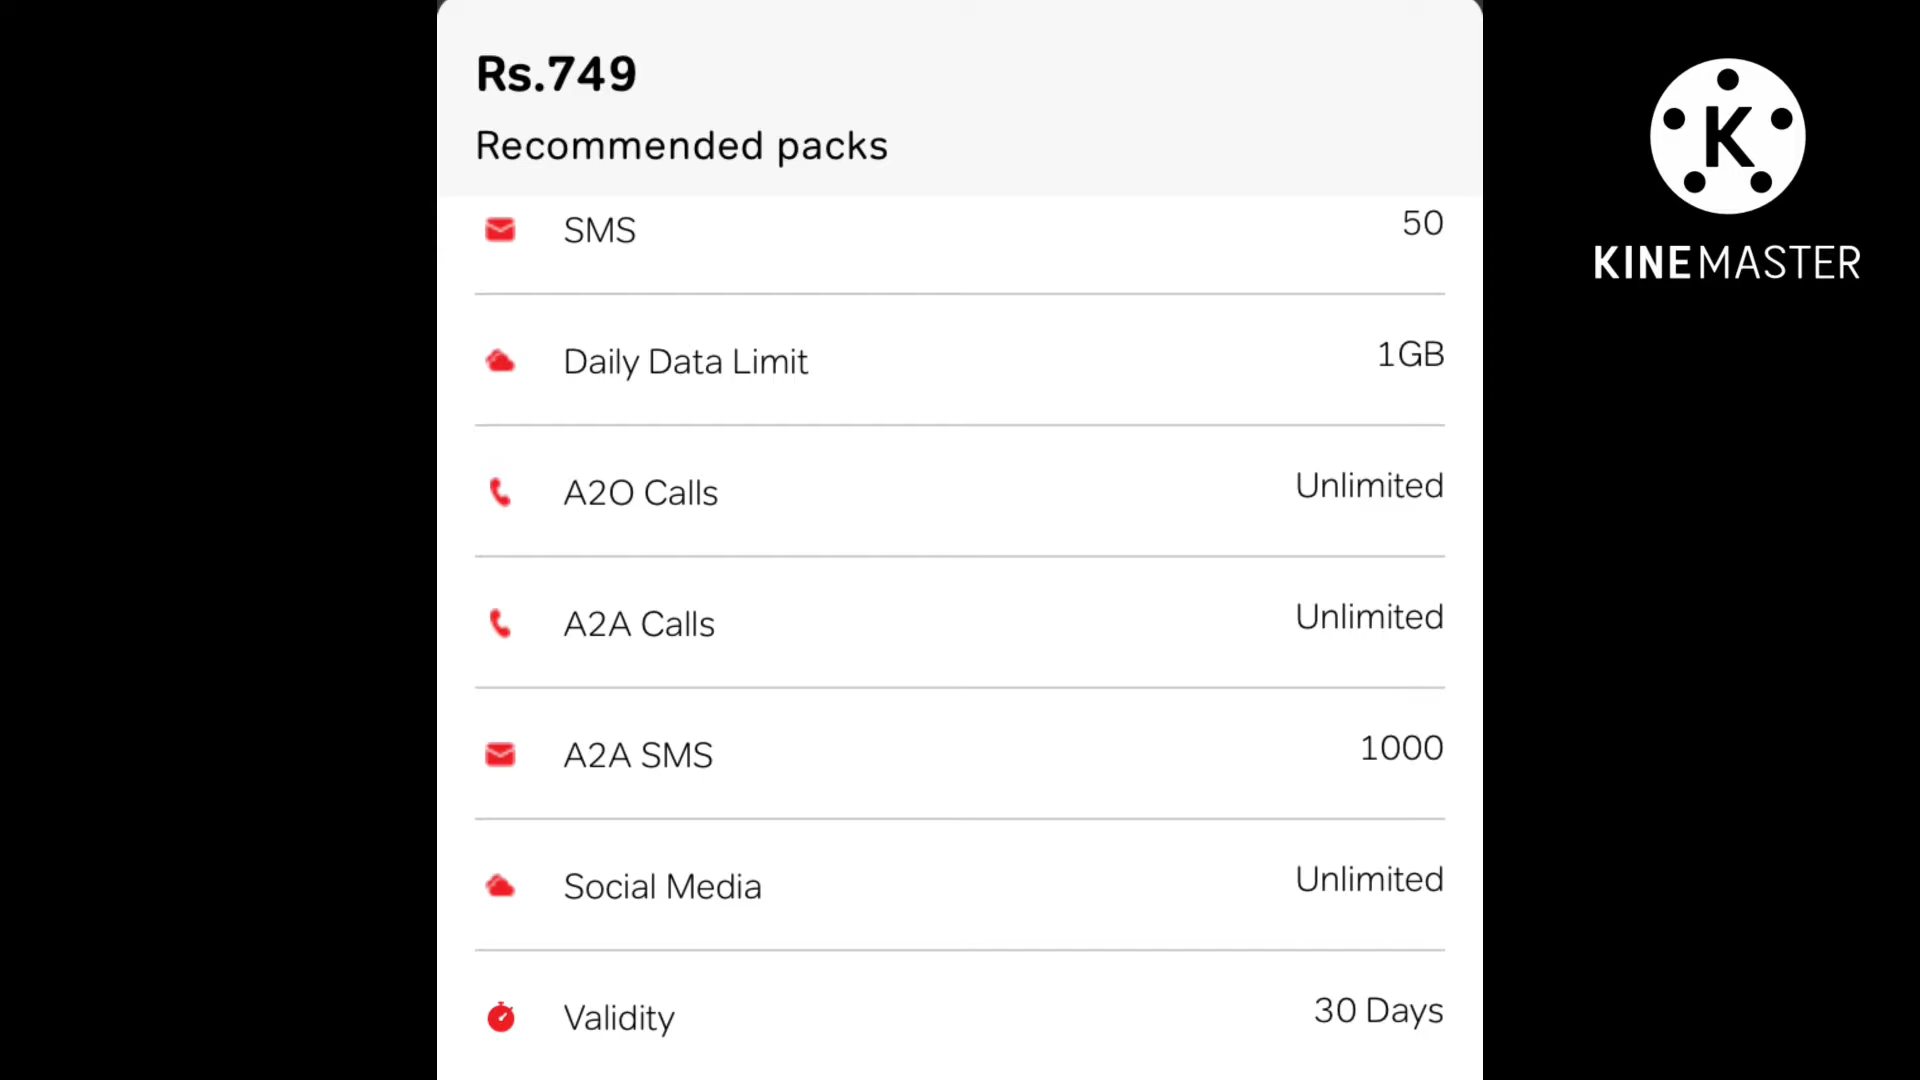 Rs.749
Recommended packs
SMS 50
Daily Data Limit 1GB
A2O Calls Unlimited
A2A Calls Unlimited
A2A SMS 1000
Social Media Unlimited
Validity 30 Days
K
KINEMASTER